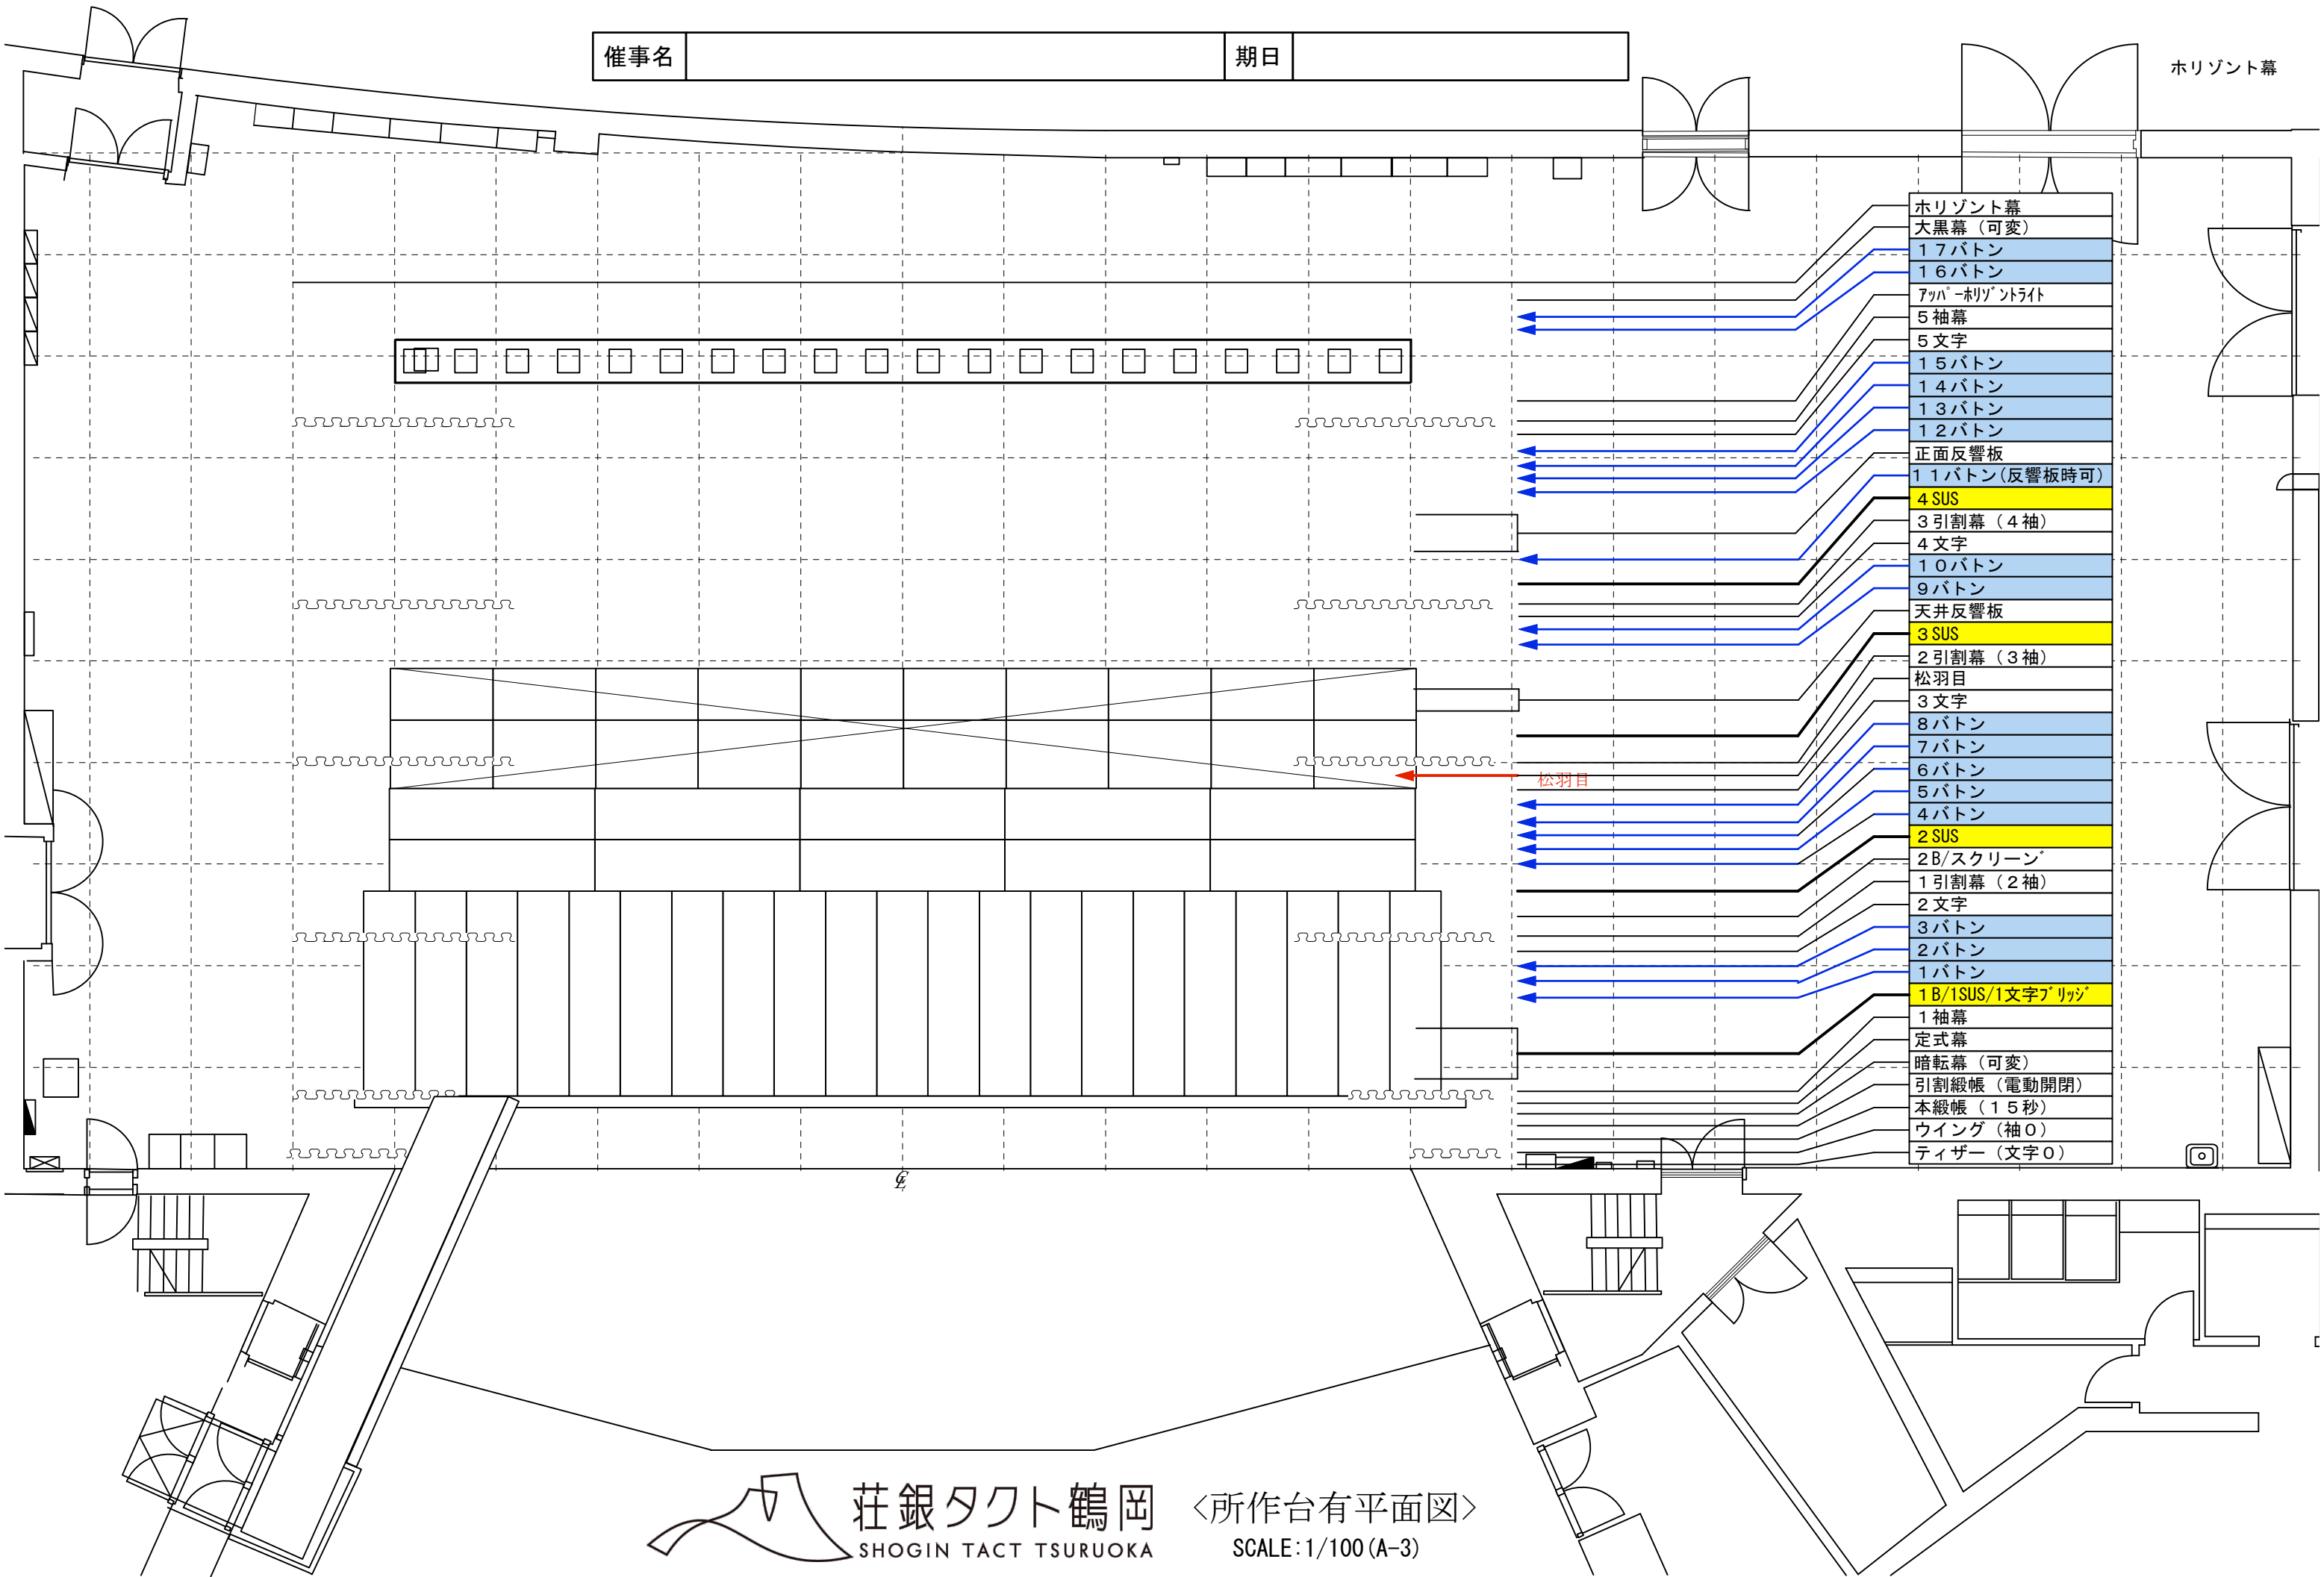 催事名
期日
ホリゾント幕
ホリゾント幕
大黒幕（可変）
１７バトン
１６バトン
ｱｯﾊﾟｰﾎﾘｿﾞﾝﾄﾗｲﾄ
５袖幕
５文字
１５バトン
１４バトン
１３バトン
１２バトン
正面反響板
１１バトン(反響板時可)
４SUS
３引割幕（４袖）
４文字
１０バトン
９バトン
天井反響板
３SUS
２引割幕（３袖）
松羽目
３文字
８バトン
７バトン
松羽目
６バトン
５バトン
４バトン
２SUS
２B/スクリーン
１引割幕（２袖）
２文字
３バトン
２バトン
１バトン
１B/1SUS/1文字ﾌﾞﾘｯｼﾞ
１袖幕
定式幕
暗転幕（可変）
引割緞帳（電動開閉）
本緞帳（１５秒）
ウイング（袖０）
ティザー（文字０）
荘銀タクト鶴岡
SHOGIN TACT TSURUOKA
<所作台有平面図>
SCALE:1/100(A-3)